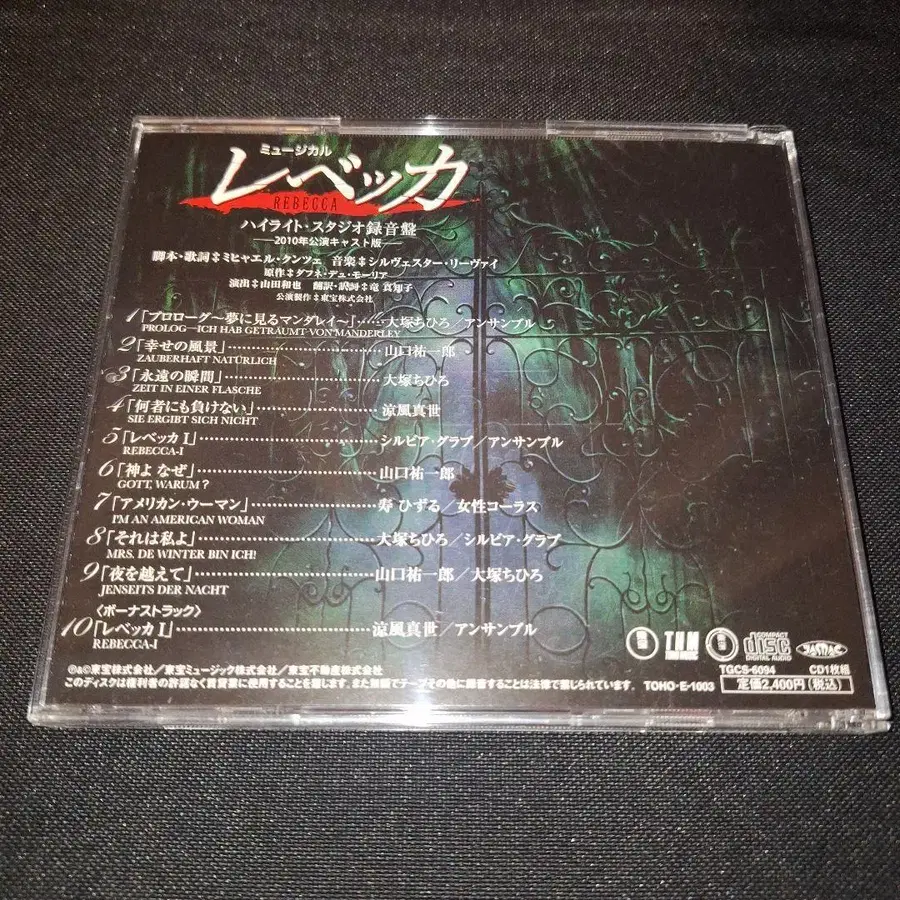 ミュージカル
レベッカ
REBECCA
ハイライト・スタジオ録音盤
―2010年公演キャスト版―
脚本・歌詞‡ミヒャエル・クンツェ 音楽‡シルヴェスター・リーヴァイ
原作‡ダフネ・デュ・モーリア
演出‡山田和也 翻訳・訳詞‡竜 真知子
公演製作‡東宝株式会社
1「プロローグ〜夢に見るマンダレイ〜」……大塚ちひろ/アンサンブル
PROLOG—ICH HAB GETRÄUMT VON MANDERLEY
2「幸せの風景」……山口祐一郎
ZAUBERHAFT NATÜRLICH
3「永遠の瞬間」……大塚ちひろ
ZEIT IN EINER FLASCHE
4「何者にも負けない」……涼風真世
SIE ERGIBT SICH NICHT
5「レベッカ I」……シルビア・グラブ/アンサンブル
REBECCA-I
6「神よ なぜ」……山口祐一郎
GOTT, WARUM?
7「アメリカン・ウーマン」……寿 ひずる/女性コーラス
I'M AN AMERICAN WOMAN
8「それは私よ」……大塚ちひろ/シルビア・グラブ
MRS. DE WINTER BIN ICH!
9「夜を越えて」……山口祐一郎/大塚ちひろ
JENSEITS DER NACHT
〈ボーナストラック〉
10「レベッカ I」……涼風真世/アンサンブル
REBECCA-I
THM
COMPACT
disc
DIGITAL AUDIO
JASRAC
Ⓟ&Ⓒ東宝株式会社/東宝ミュージック株式会社/東宝不動産株式会社
TGCS-6094 CD1枚組
このディスクは権利者の許諾なく賃貸業に使用することを禁じます。また無断でテープその他に録音することは法律で禁じられています。 TOHO・E-1003
定価2,400円(税込)